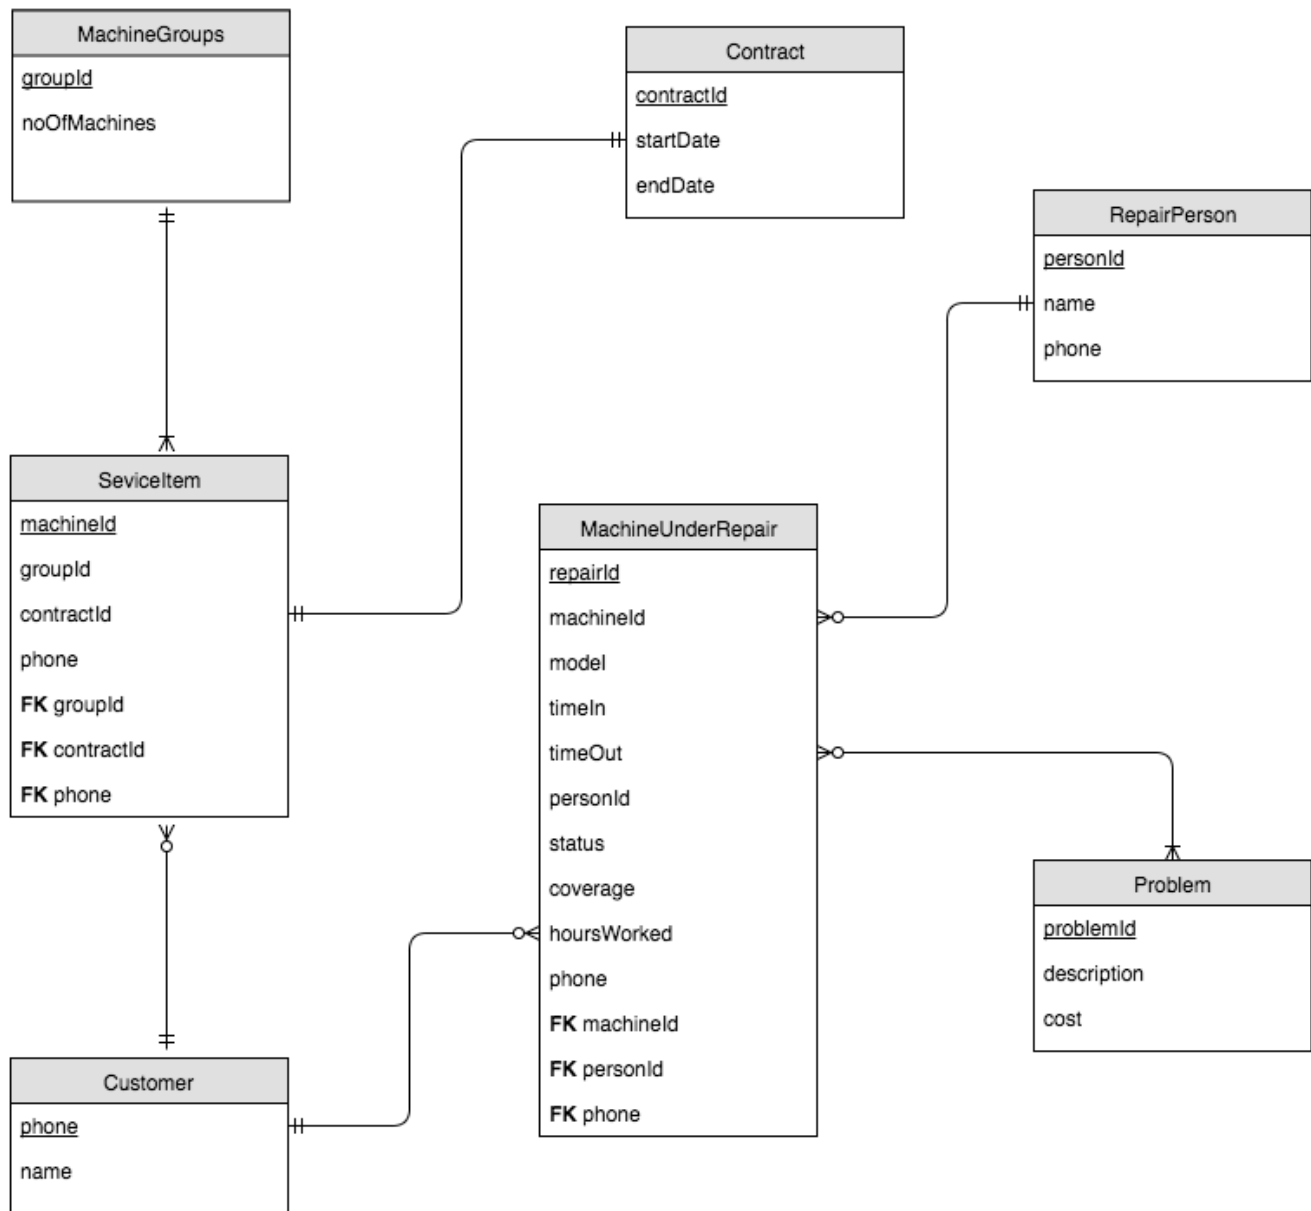 MachineGroups
groupId
noOfMachines
Contract
contractId
startDate
endDate
RepairPerson
personId
name
phone
SeviceItem
machineId
groupId
contractId
phone
FK groupId
FK contractId
FK phone
MachineUnderRepair
repairId
machineId
model
timeIn
timeOut
personId
status
coverage
hoursWorked
phone
FK machineId
FK personId
FK phone
Problem
problemId
description
cost
Customer
phone
name